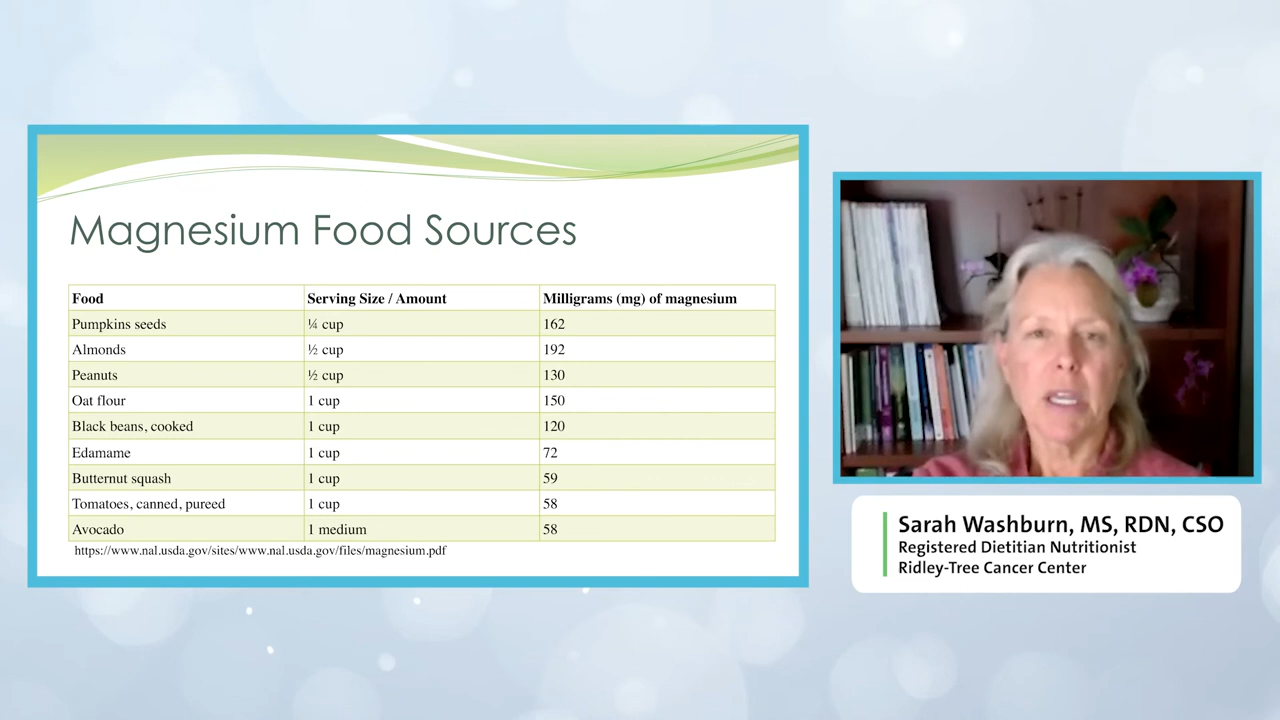 Magnesium Food Sources
Food Serving Size / Amount Milligrams (mg) of magnesium
Pumpkins seeds ¼ cup 162
Almonds ½ cup 192
Peanuts ½ cup 130
Oat flour 1 cup 150
Black beans, cooked 1 cup 120
Edamame 1 cup 72
Butternut squash 1 cup 59
Tomatoes, canned, pureed 1 cup 58
Avocado 1 medium 58
https://www.nal.usda.gov/sites/www.nal.usda.gov/files/magnesium.pdf
Sarah Washburn, MS, RDN, CSO
Registered Dietitian Nutritionist
Ridley-Tree Cancer Center